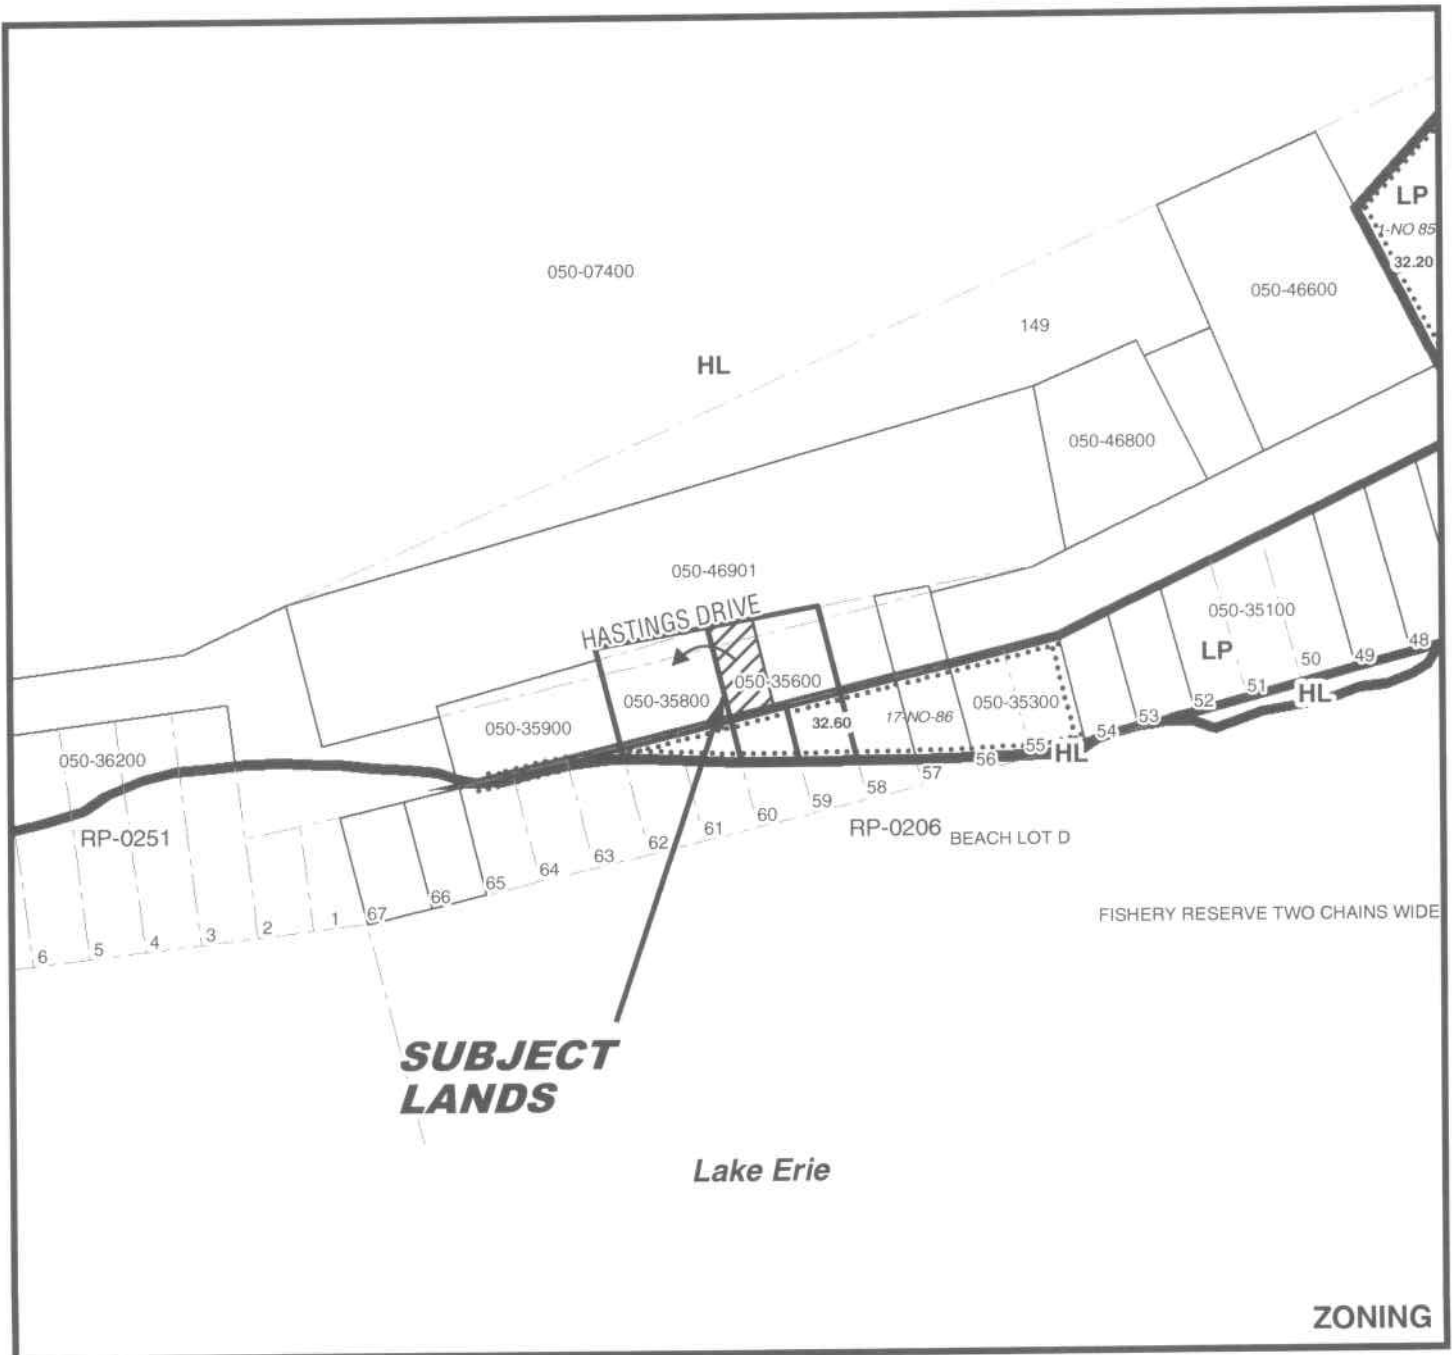 LP
1-NO 85
32.20
050-07400
050-46600
149
HL
050-46800
050-46901
HASTINGS DRIVE
050-35100
LP
050-35600
050-35800
050-35300
050-35900
32.60
17-NO-86
050-36200
48
49
50
51
52
53
54
HL
55
HL
56
57
58
59
60
61
62
63
64
65
66
67
1
2
3
4
5
6
RP-0251
RP-0206
BEACH LOT D
FISHERY RESERVE TWO CHAINS WIDE
SUBJECT
LANDS
Lake Erie
ZONING